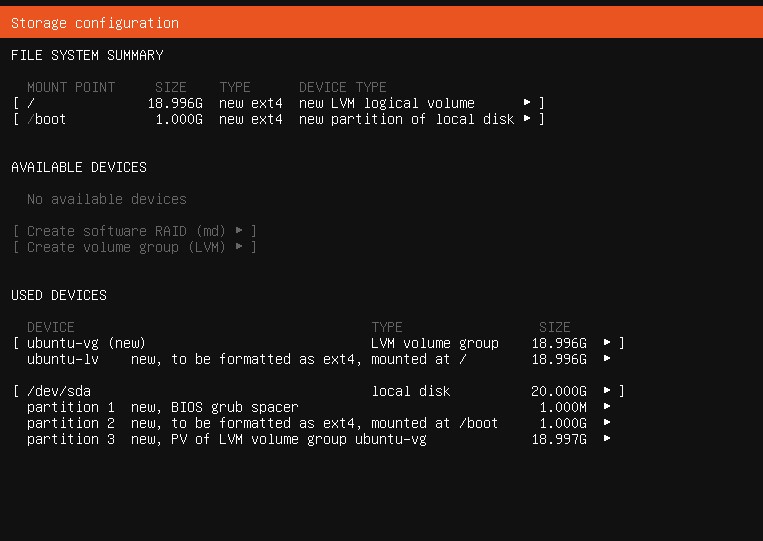 Storage configuration
FILE SYSTEM SUMMARY
MOUNT POINT SIZE TYPE DEVICE TYPE
[ / 18.996G new ext4 new LVM logical volume ▸ ]
[ /boot 1.000G new ext4 new partition of local disk ▸ ]
AVAILABLE DEVICES
No available devices
[ Create software RAID (md) ▸ ]
[ Create volume group (LVM) ▸ ]
USED DEVICES
DEVICE TYPE SIZE
[ ubuntu-vg (new) LVM volume group 18.996G ▸ ]
ubuntu-lv new, to be formatted as ext4, mounted at / 18.996G ▸
[ /dev/sda local disk 20.000G ▸ ]
partition 1 new, BIOS grub spacer 1.000M ▸
partition 2 new, to be formatted as ext4, mounted at /boot 1.000G ▸
partition 3 new, PV of LVM volume group ubuntu-vg 18.997G ▸